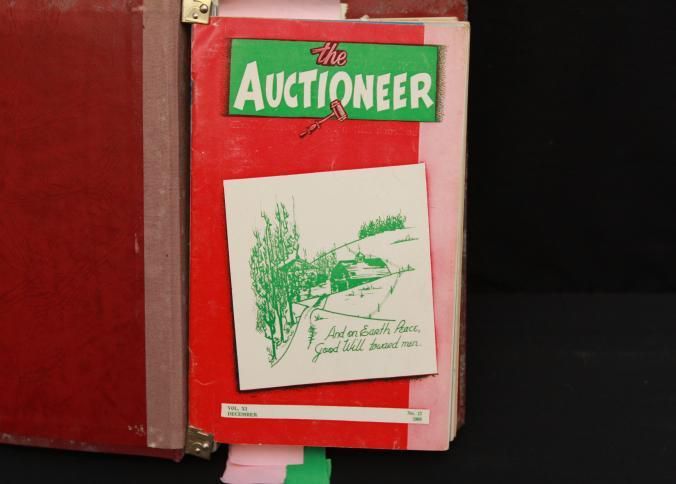 the
AUCTIONEER
And on Earth Peace,
Good Will toward men.
VOL. XI
DECEMBER
No. 12